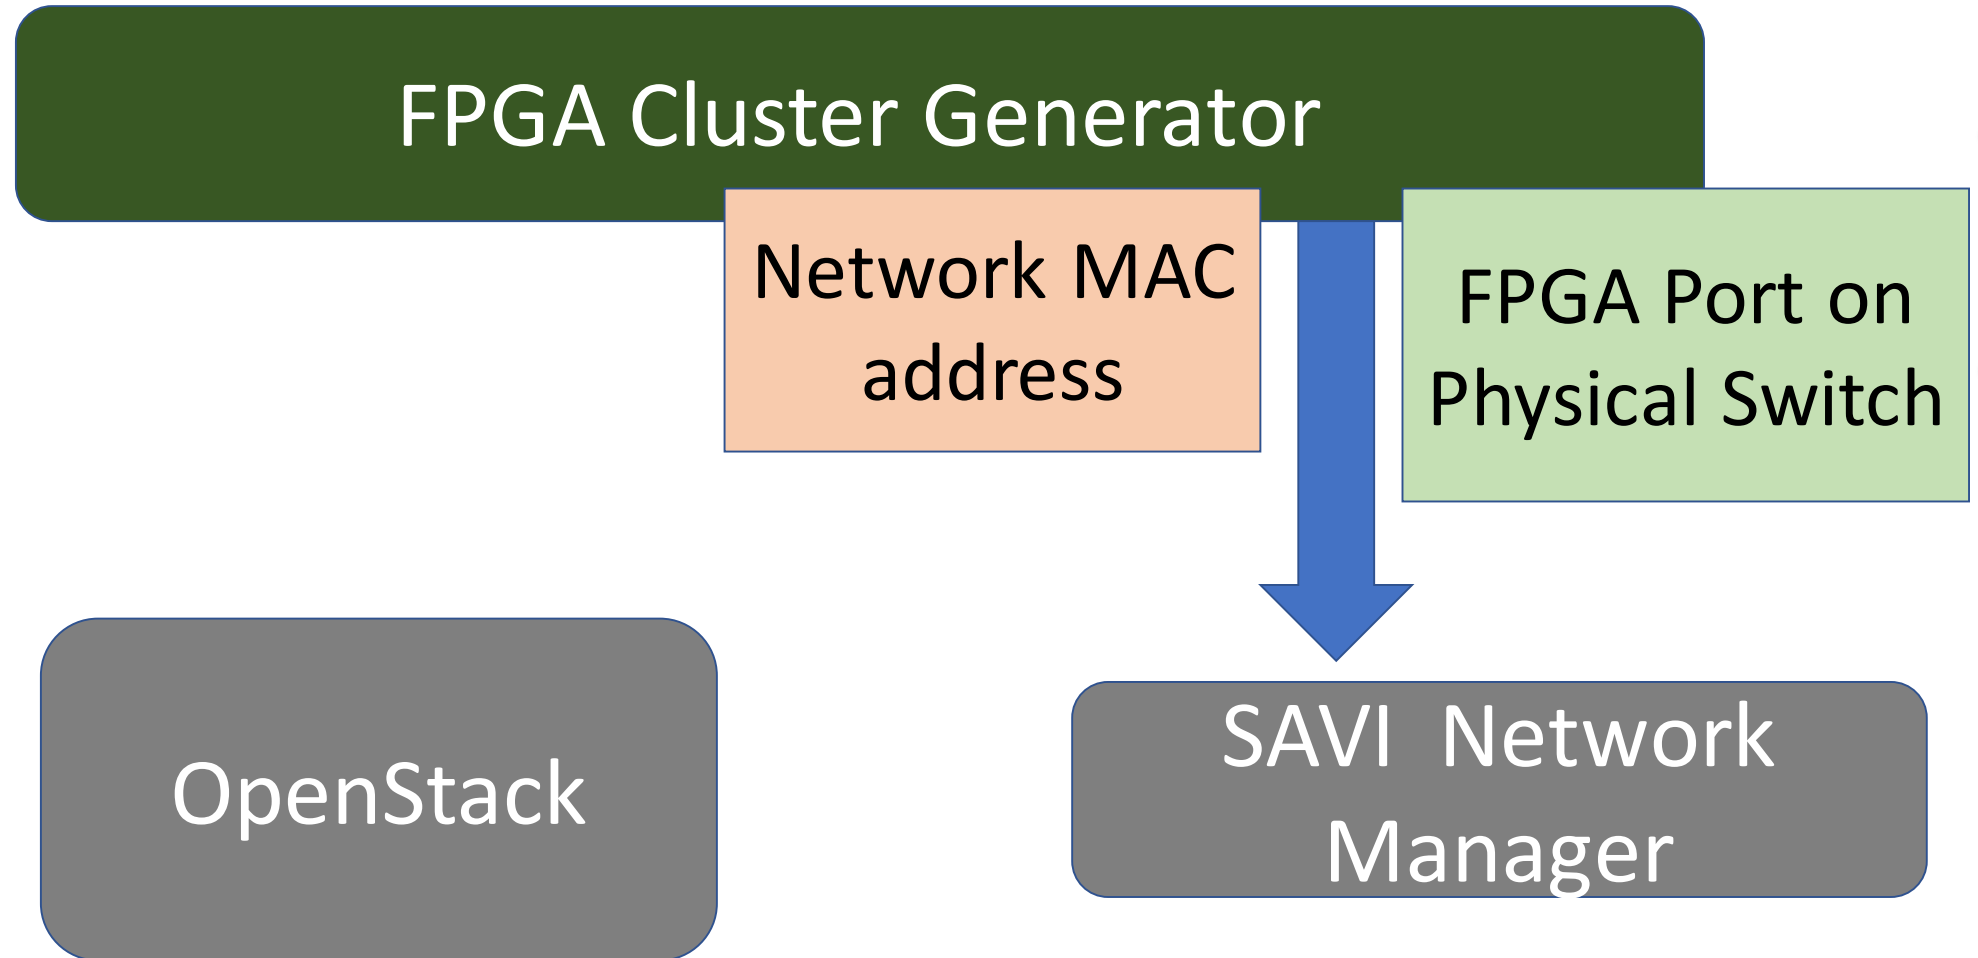 FPGA Cluster Generator
Network MAC
address
FPGA Port on
Physical Switch
OpenStack
SAVI  Network
Manager